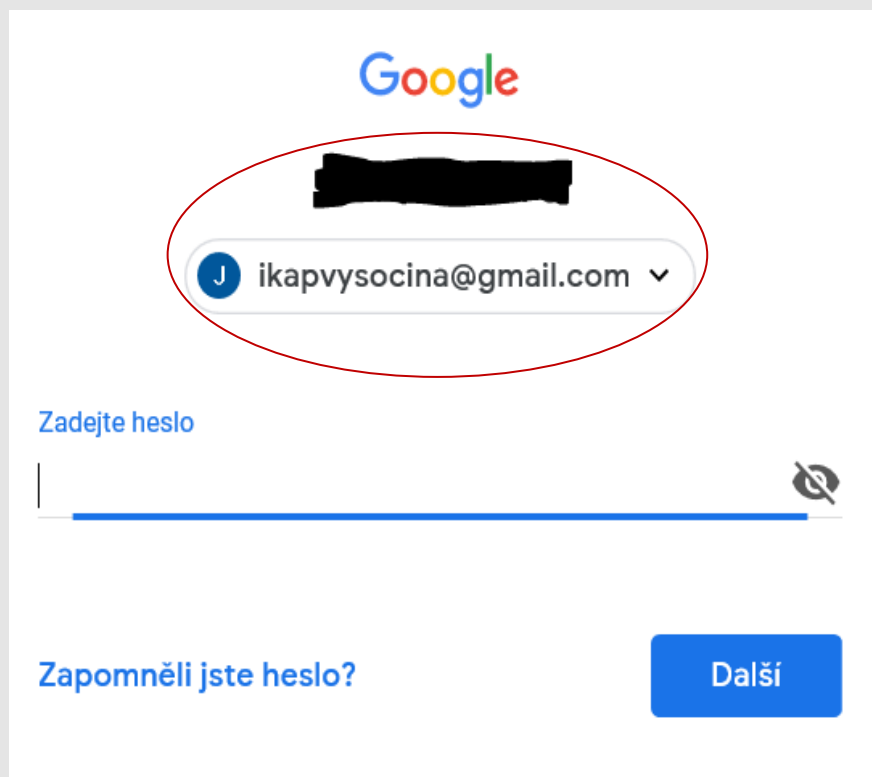 Google
J ikapvysocina@gmail.com
Zadejte heslo
Zapomněli jste heslo?
Další